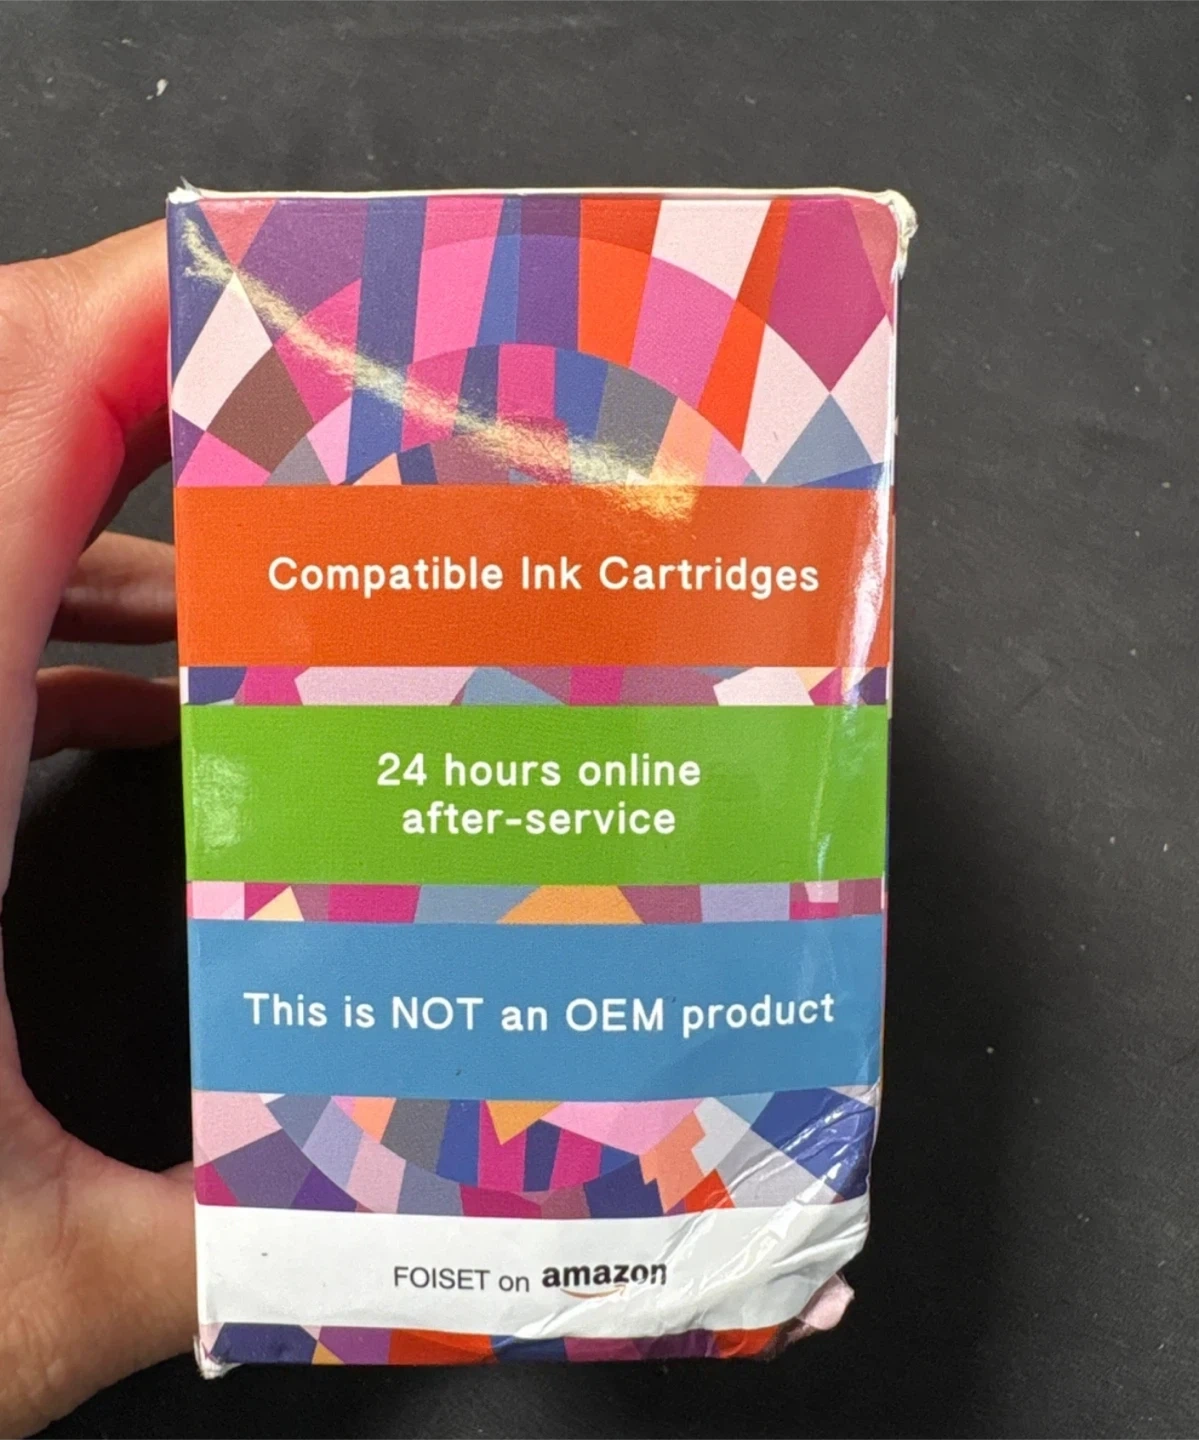 Compatible Ink Cartridges
24 hours online
after-service
This is NOT an OEM product
FOISET on amazon